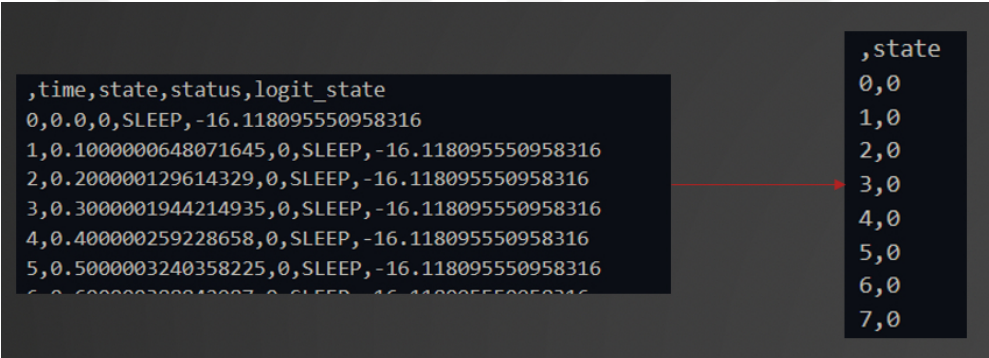 ,time,state,status,logit_state
0,0.0,0,SLEEP,-16.118095550958316
1,0.1000000648071645,0,SLEEP,-16.118095550958316
2,0.200000129614329,0,SLEEP,-16.118095550958316
3,0.3000001944214935,0,SLEEP,-16.118095550958316
4,0.400000259228658,0,SLEEP,-16.118095550958316
5,0.5000003240358225,0,SLEEP,-16.118095550958316
,state
0,0
1,0
2,0
3,0
4,0
5,0
6,0
7,0